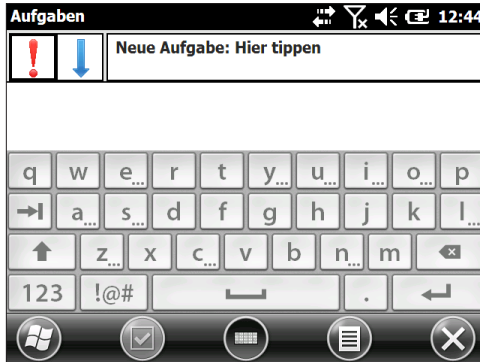 Aufgaben 12:44
Neue Aufgabe: Hier tippen
q w e... r t y... u... i... o... p
a... s... d f g h j k l...
z... x c... v b n... m
123 !@# .